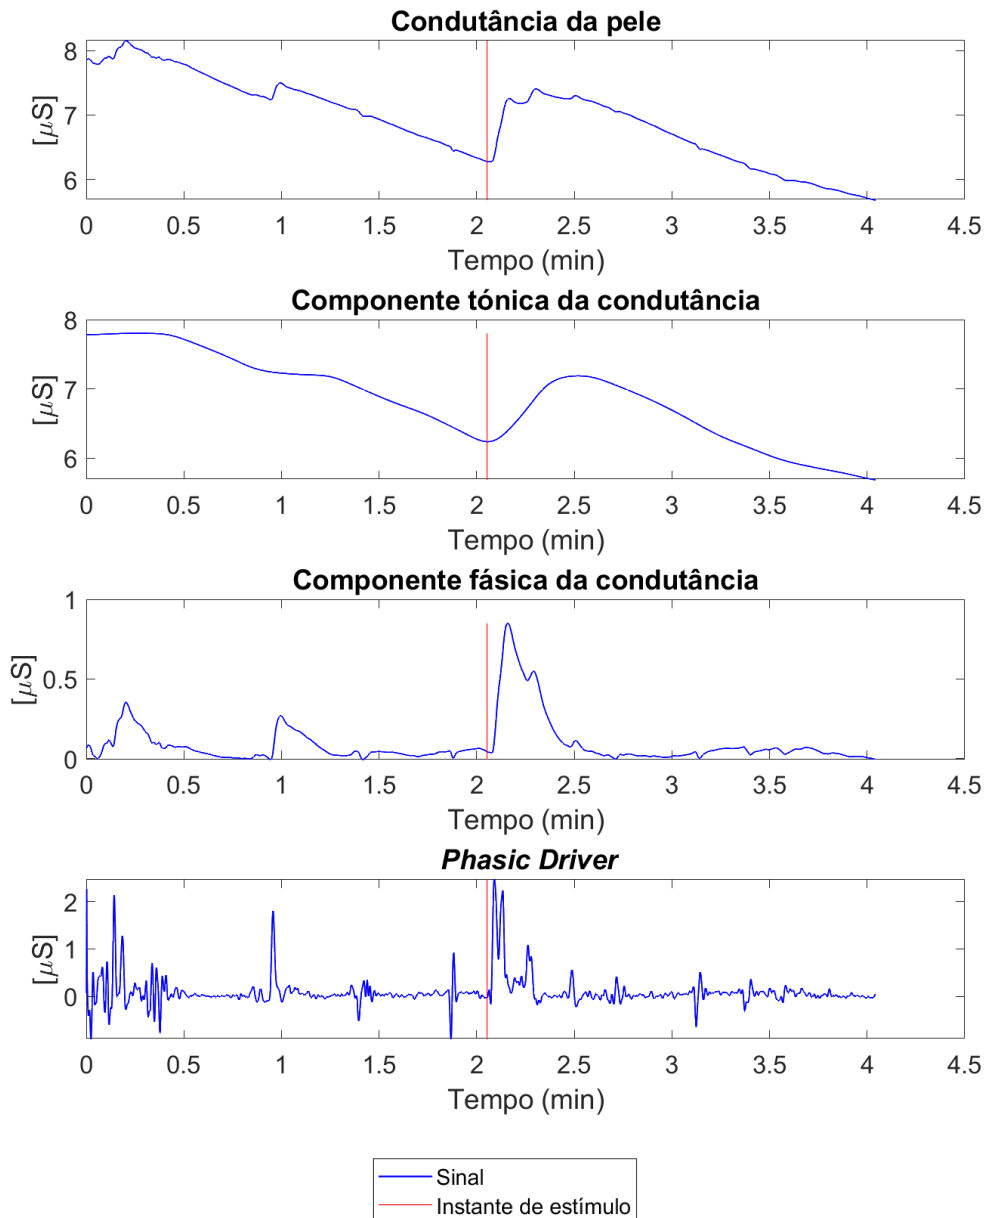 Condutância da pele
8
7
6
[μS]
0 0.5 1 1.5 2 2.5 3 3.5 4 4.5
Tempo (min)
Componente tónica da condutância
8
7
6
[μS]
0 0.5 1 1.5 2 2.5 3 3.5 4 4.5
Tempo (min)
Componente fásica da condutância
1
0.5
0
[μS]
0 0.5 1 1.5 2 2.5 3 3.5 4 4.5
Tempo (min)
Phasic Driver
2
1
0
[μS]
0 0.5 1 1.5 2 2.5 3 3.5 4 4.5
Tempo (min)
Sinal
Instante de estímulo